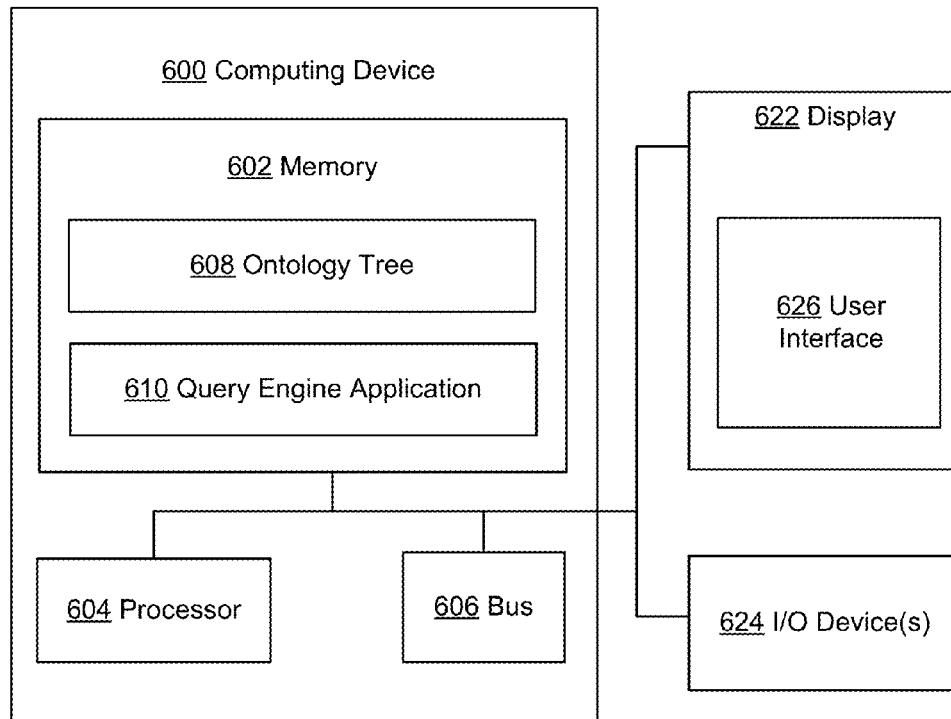 600 Computing Device
602 Memory
608 Ontology Tree
610 Query Engine Application
604 Processor
606 Bus
622 Display
626 User
Interface
624 I/O Device(s)